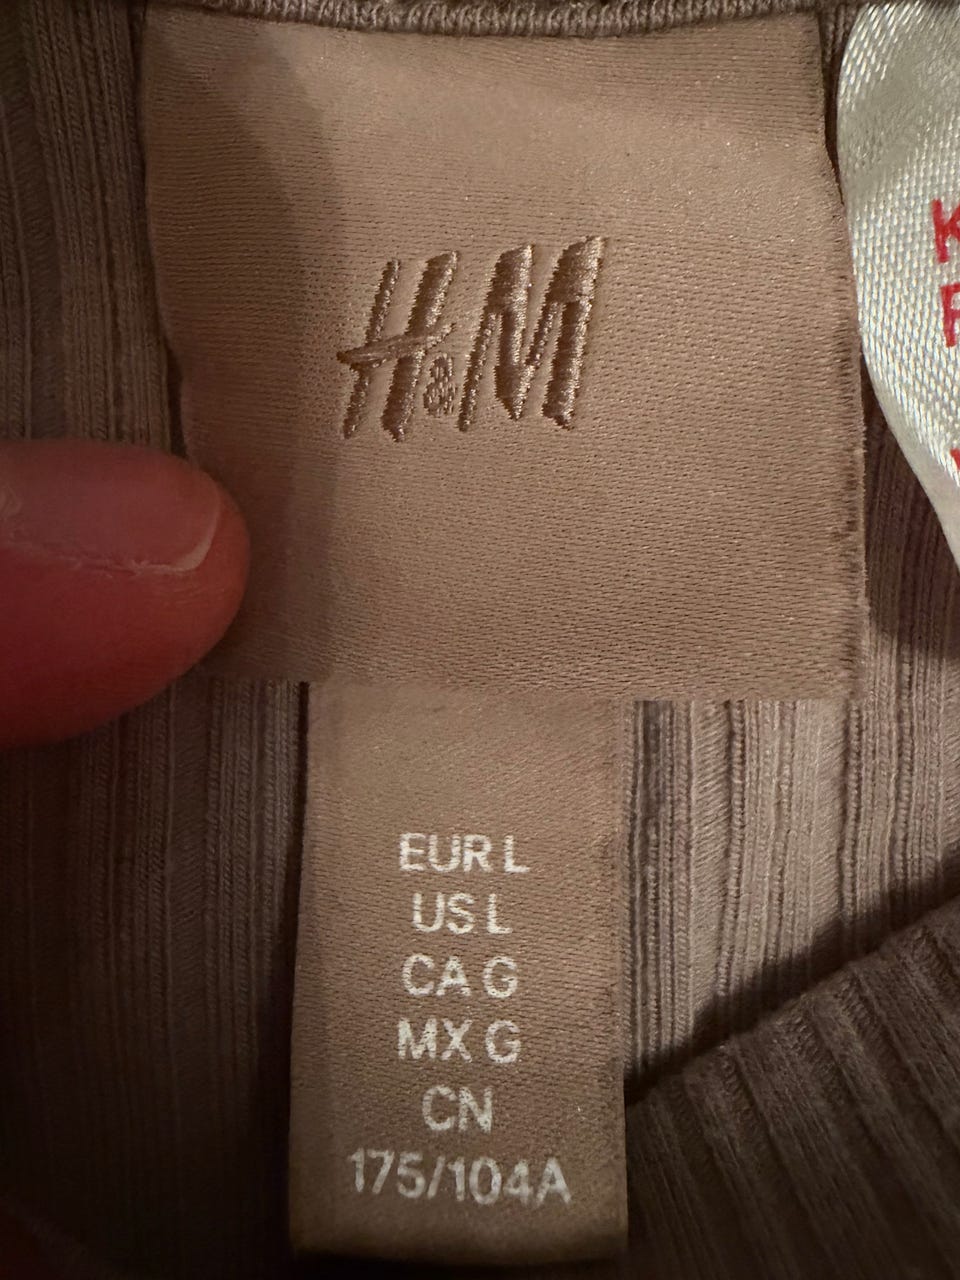 H&M
EUR L
US L
CA G
MX G
CN
175/104A